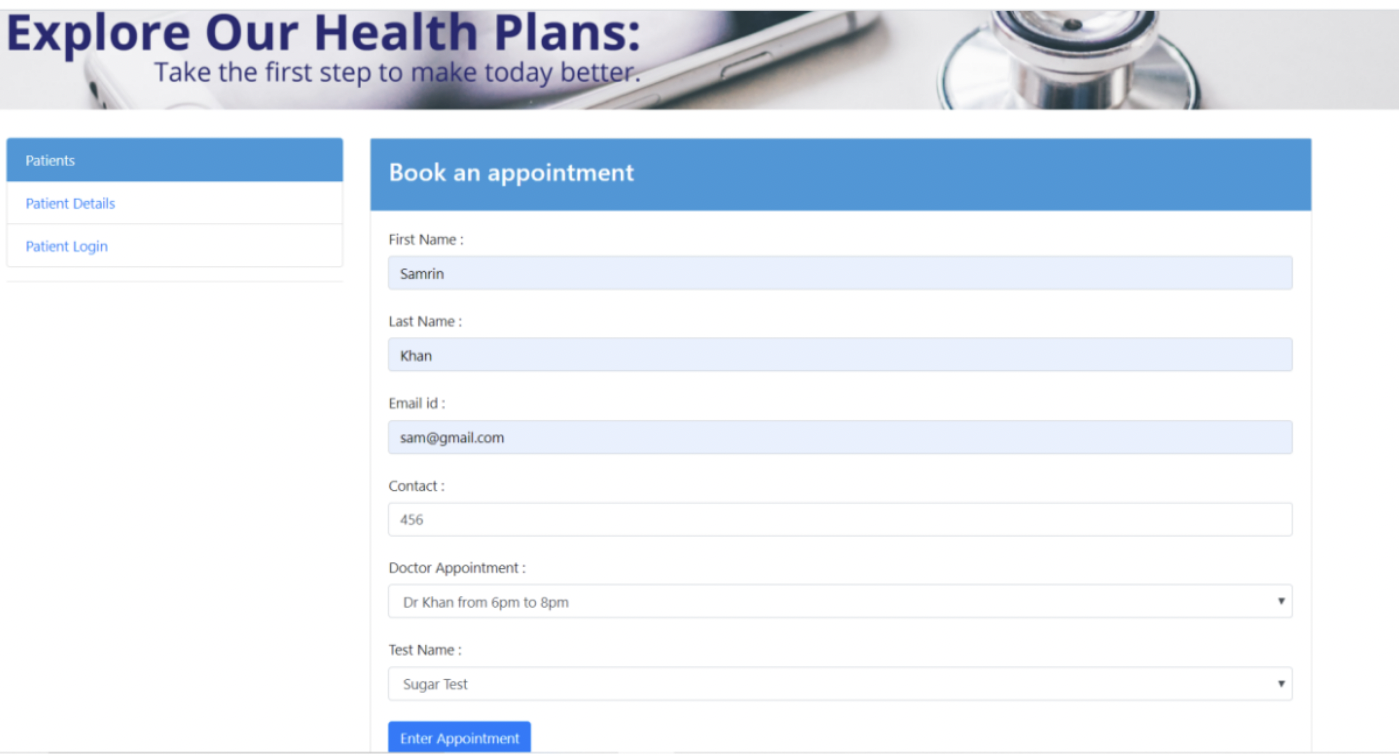 Explore Our Health Plans:
Take the first step to make today better.
Patients
Patient Details
Patient Login
Book an appointment
First Name :
Samrin
Last Name :
Khan
Email id :
sam@gmail.com
Contact :
456
Doctor Appointment :
Dr Khan from 6pm to 8pm
Test Name :
Sugar Test
Enter Appointment